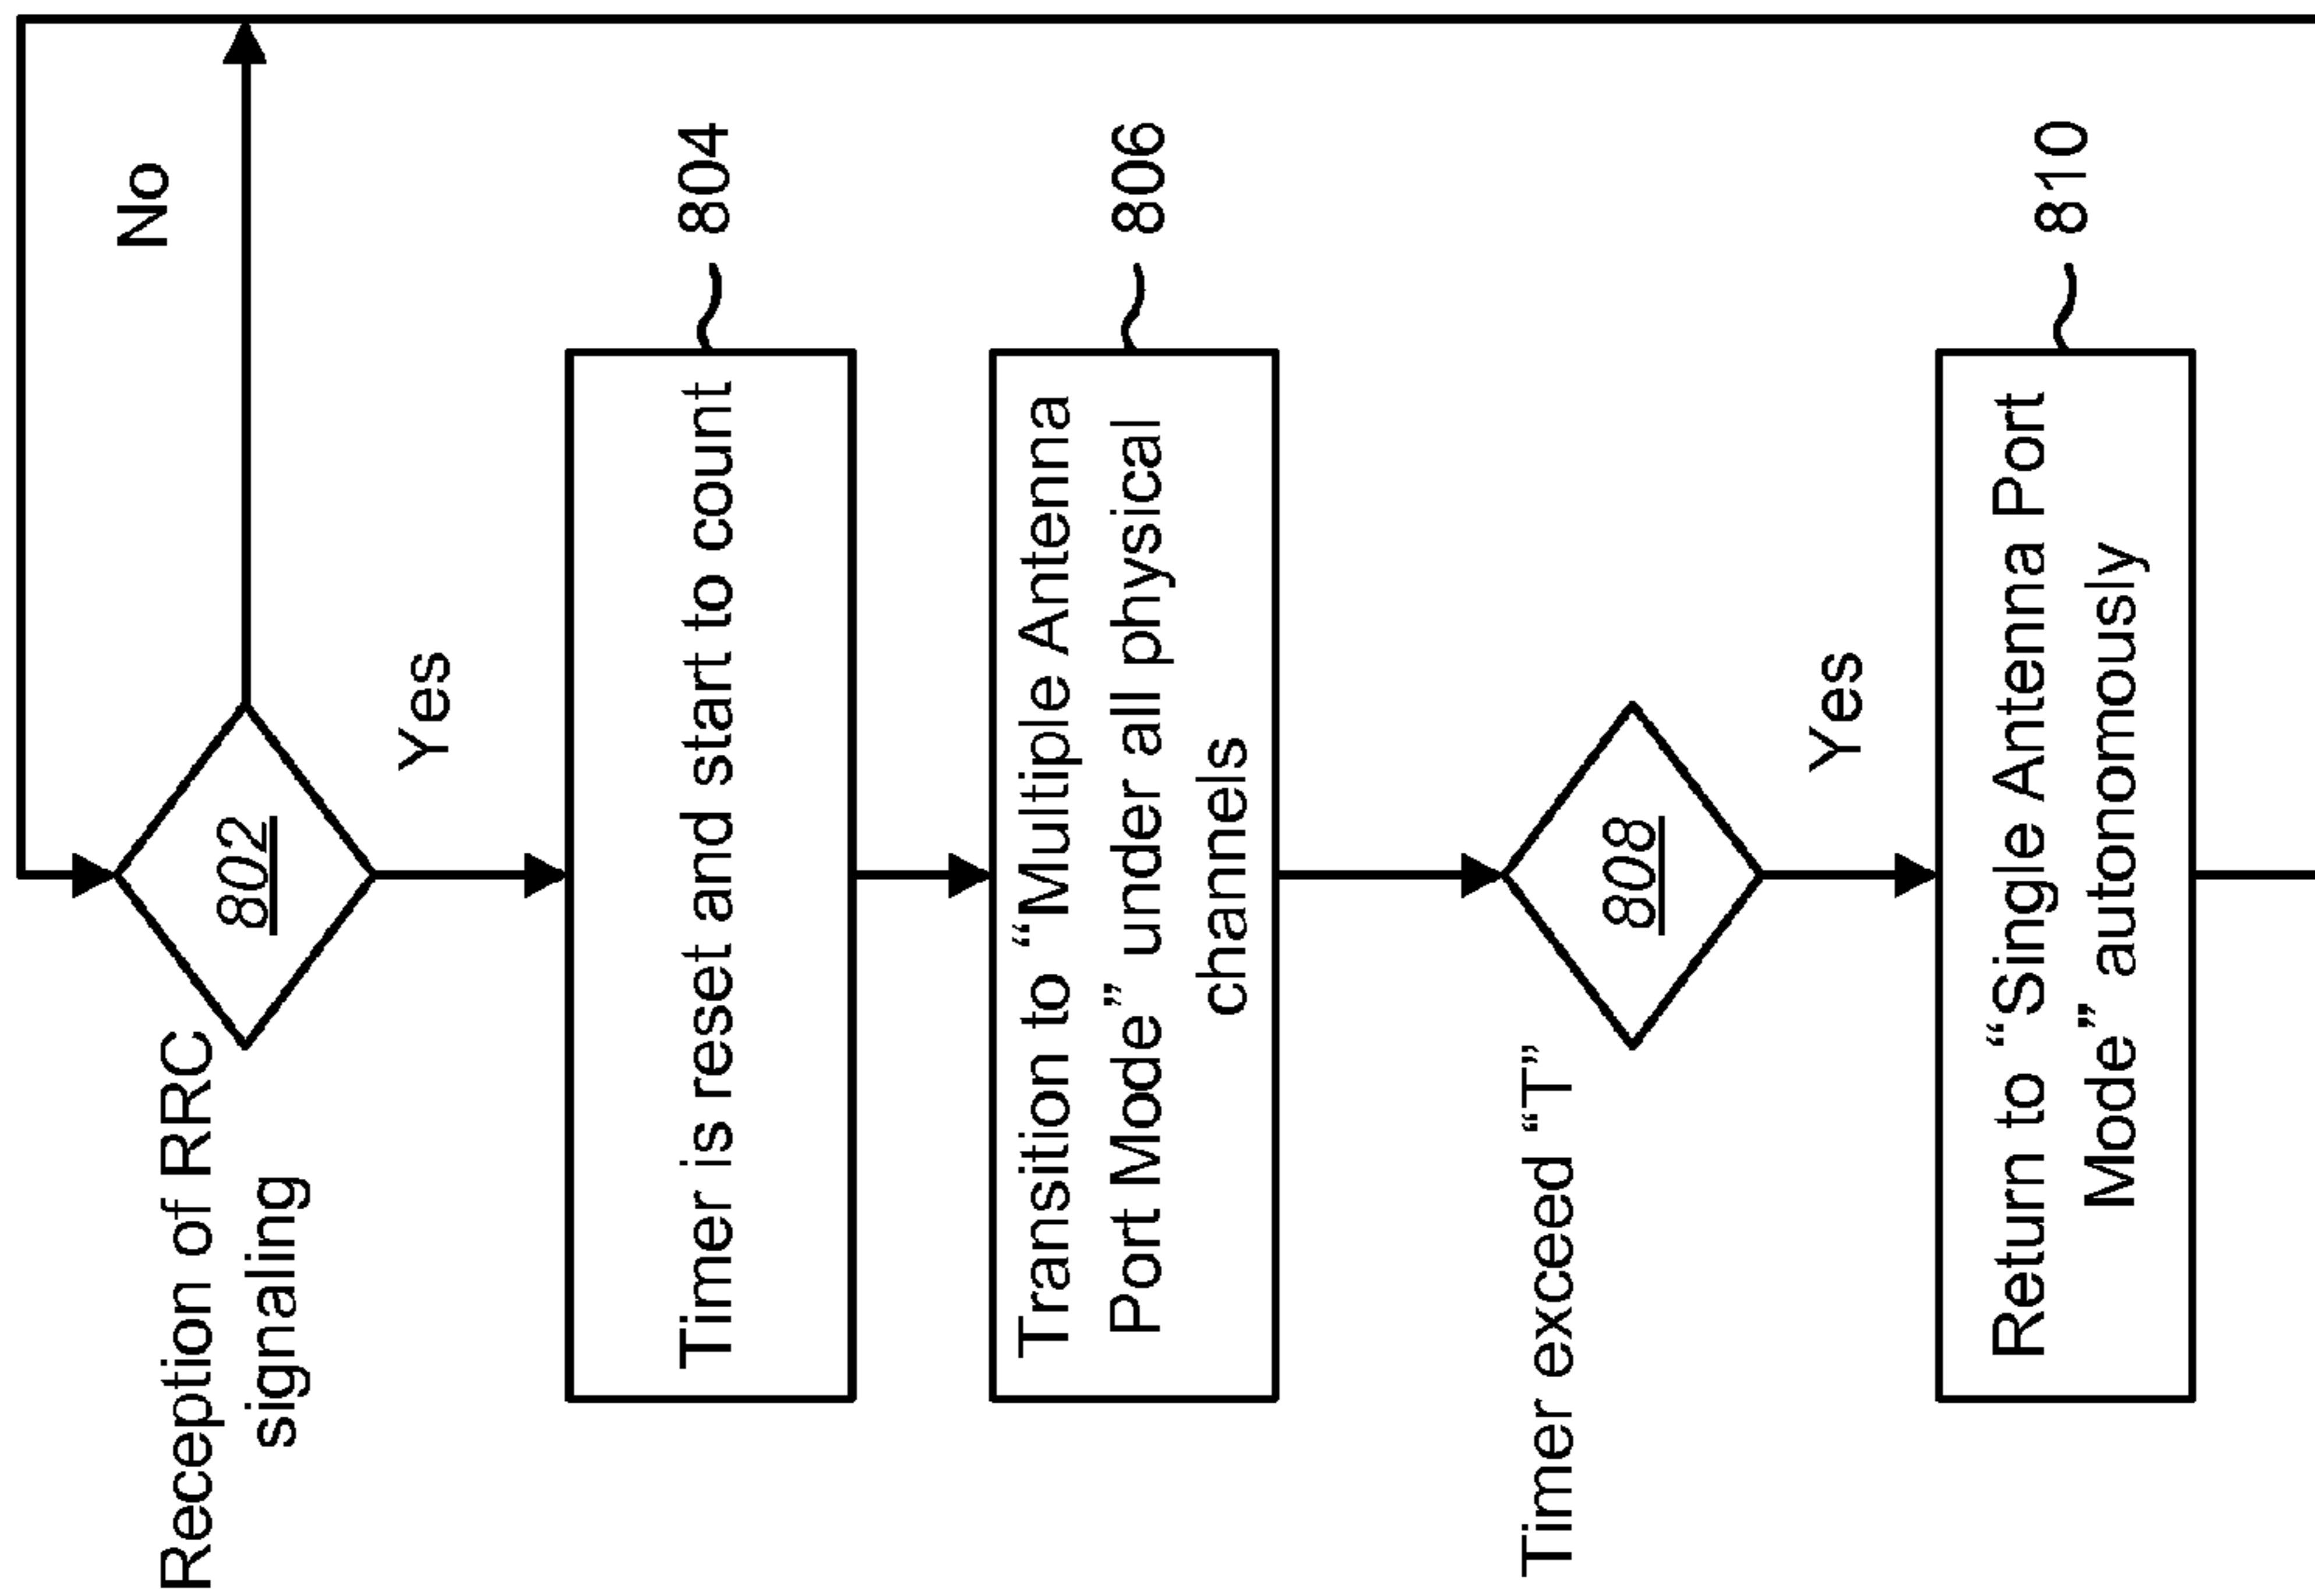 Reception of RRC
signaling
802
No
Yes
Timer is reset and start to count
804
Transition to “Multiple Antenna
Port Mode” under all physical
channels
806
Timer exceed “T”
808
Yes
Return to “Single Antenna Port
Mode” autonomously
810